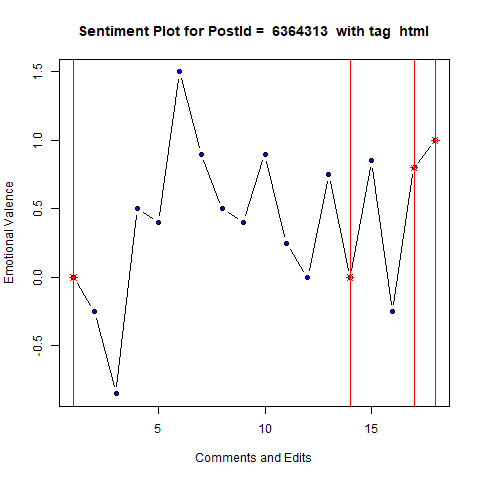 Sentiment Plot for PostId =  6364313  with tag  html
Emotional Valence
1.5
1.0
0.5
0.0
-0.5
5 10 15
Comments and Edits